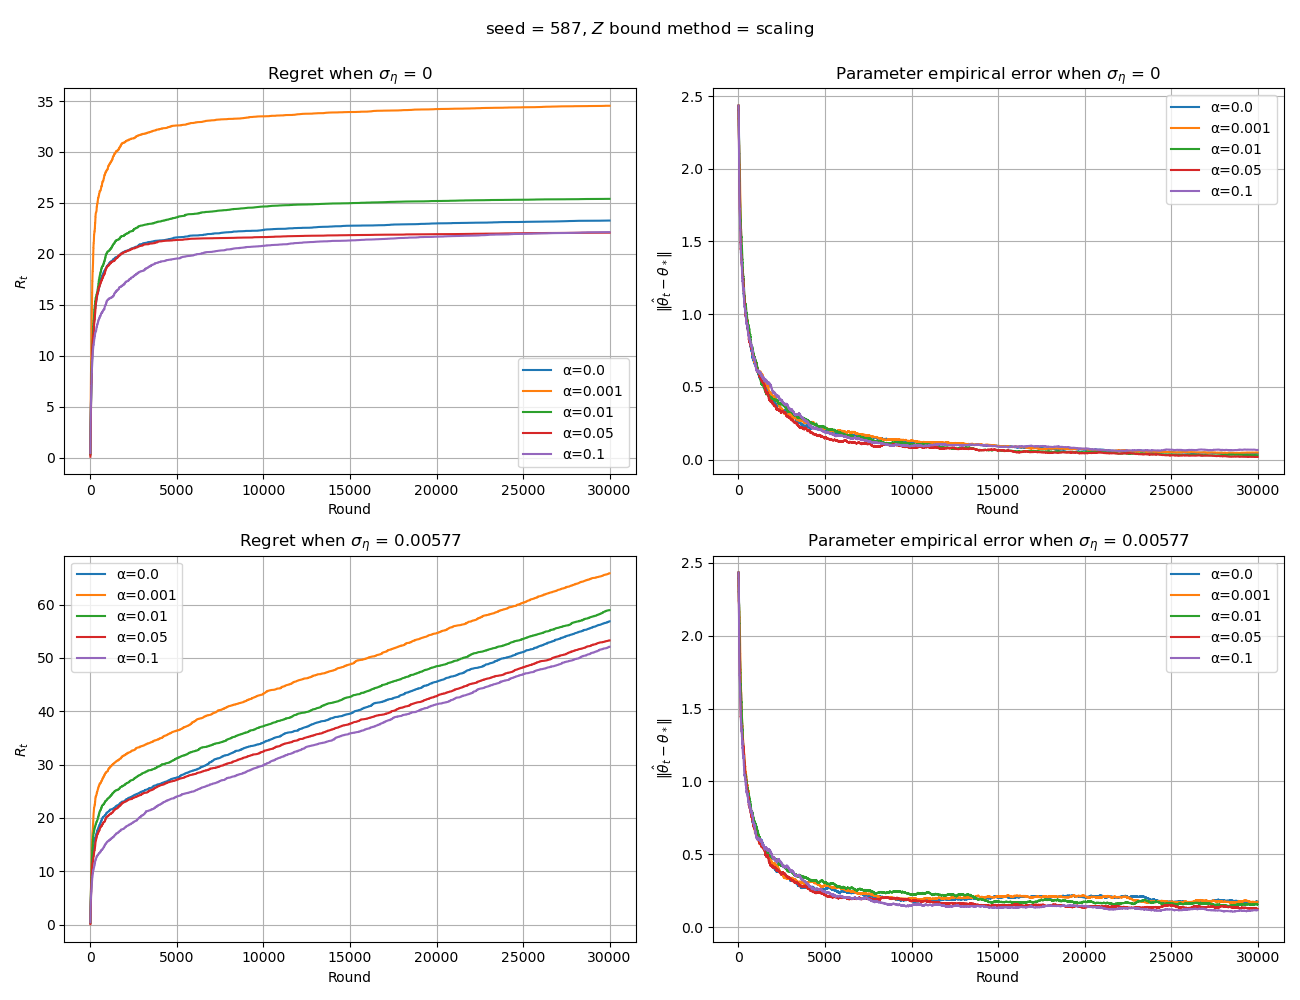 seed = 587, Z bound method = scaling
Regret when σ_η = 0
35
30
25
20
15
10
5
0
R_t
0 5000 10000 15000 20000 25000 30000
Round
α=0.0
α=0.001
α=0.01
α=0.05
α=0.1
Parameter empirical error when σ_η = 0
2.5
2.0
1.5
1.0
0.5
0.0
‖θ̂_t − θ_*‖
0 5000 10000 15000 20000 25000 30000
Round
α=0.0
α=0.001
α=0.01
α=0.05
α=0.1
Regret when σ_η = 0.00577
60
50
40
30
20
10
0
R_t
0 5000 10000 15000 20000 25000 30000
Round
α=0.0
α=0.001
α=0.01
α=0.05
α=0.1
Parameter empirical error when σ_η = 0.00577
2.5
2.0
1.5
1.0
0.5
0.0
‖θ̂_t − θ_*‖
0 5000 10000 15000 20000 25000 30000
Round
α=0.0
α=0.001
α=0.01
α=0.05
α=0.1